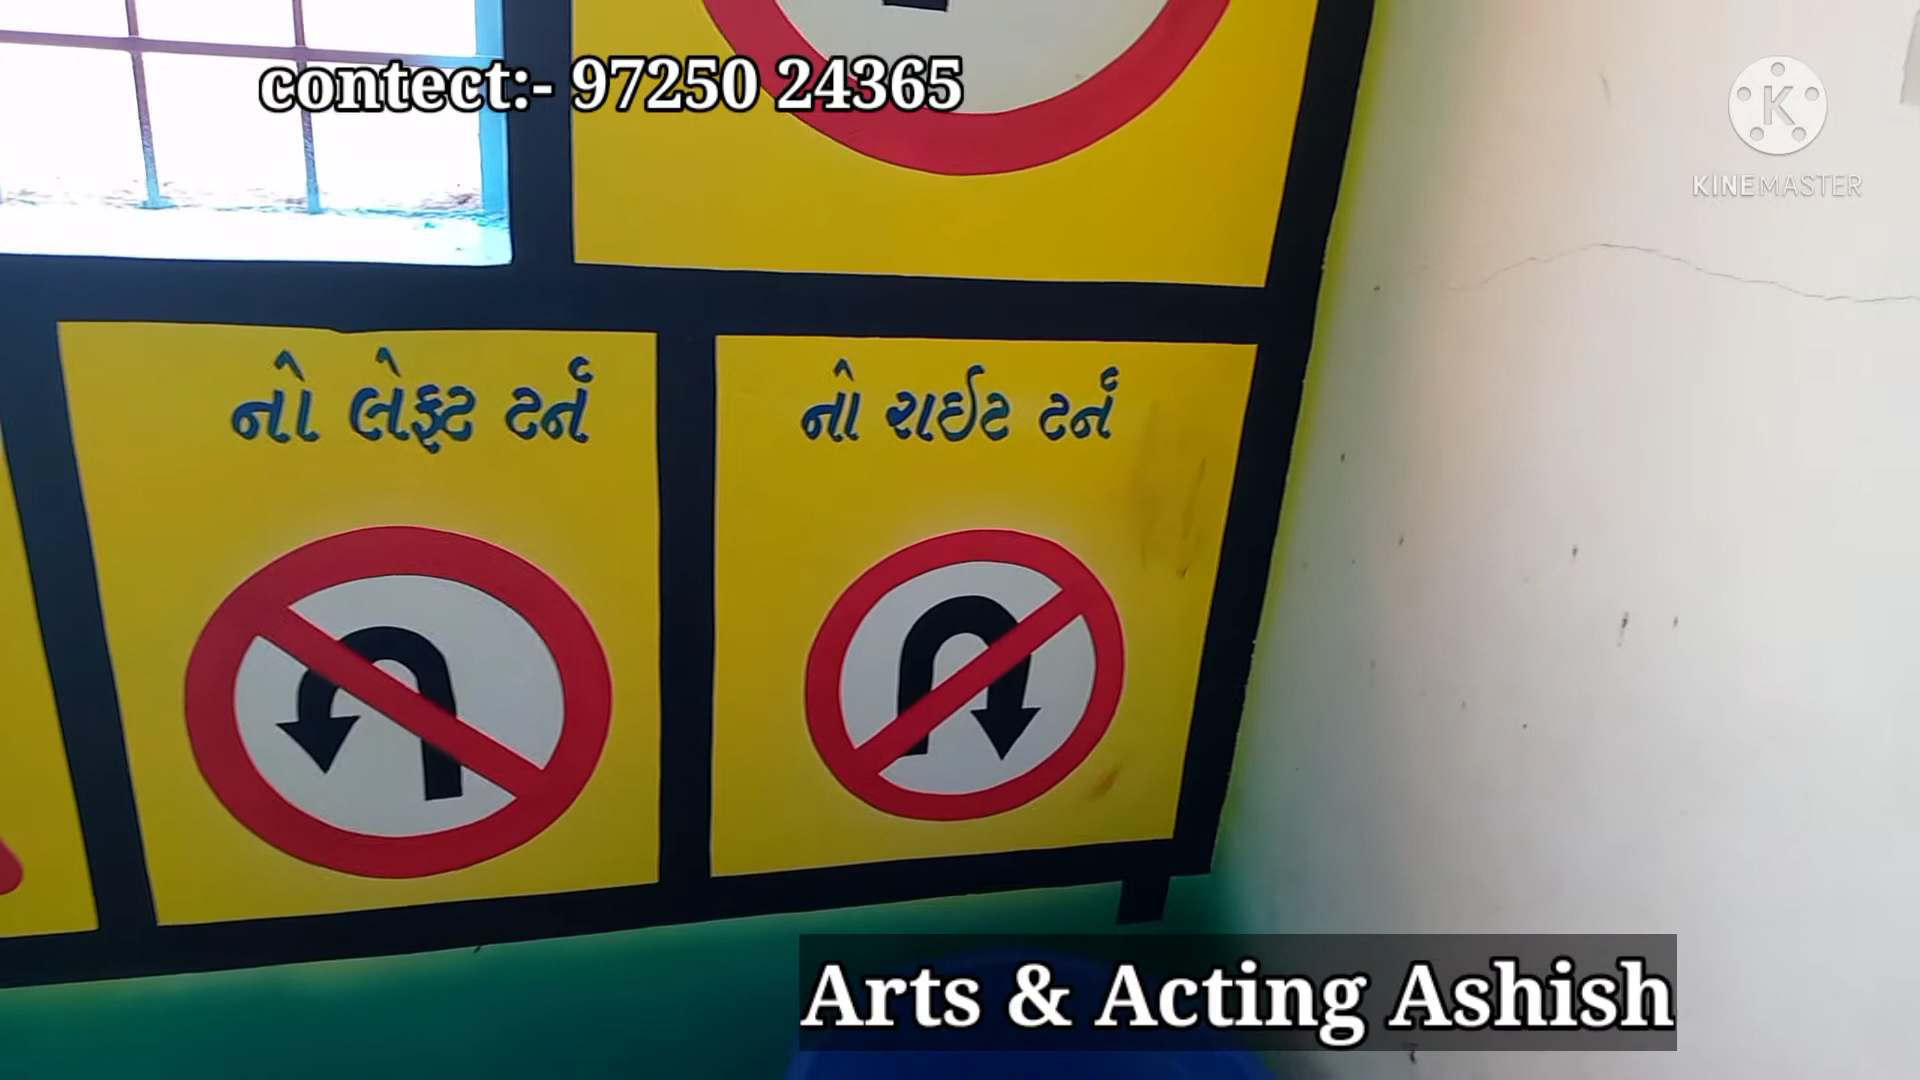 contect:- 97250 24365
K
KINEMASTER
નો લેફ્ટ ટર્ન
નો રાઈટ ટર્ન
Arts & Acting Ashish